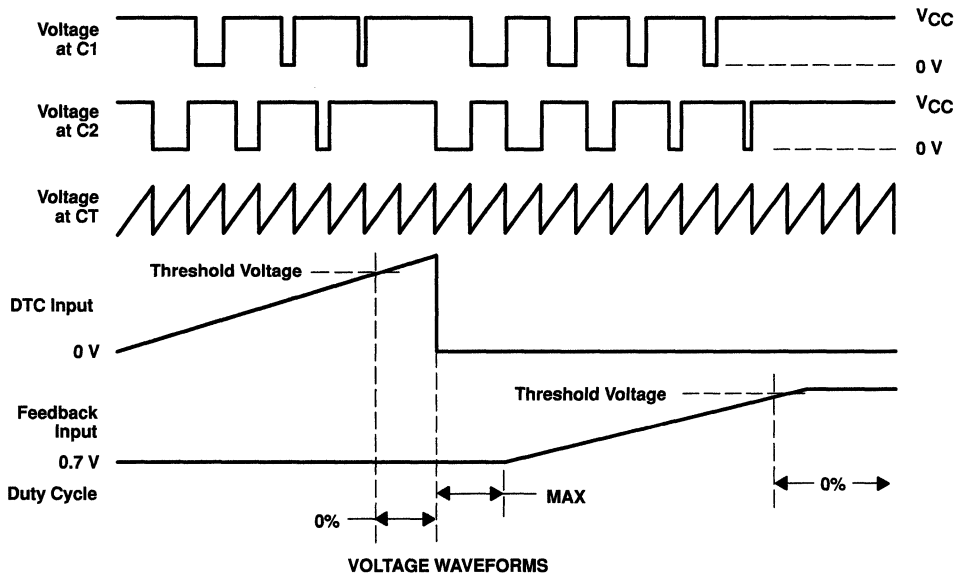 Voltage
at C1
VCC
0 V
Voltage
at C2
VCC
0 V
Voltage
at CT
Threshold Voltage
DTC Input
0 V
Threshold Voltage
Feedback
Input
0.7 V
Duty Cycle
MAX
0%
0%
VOLTAGE WAVEFORMS